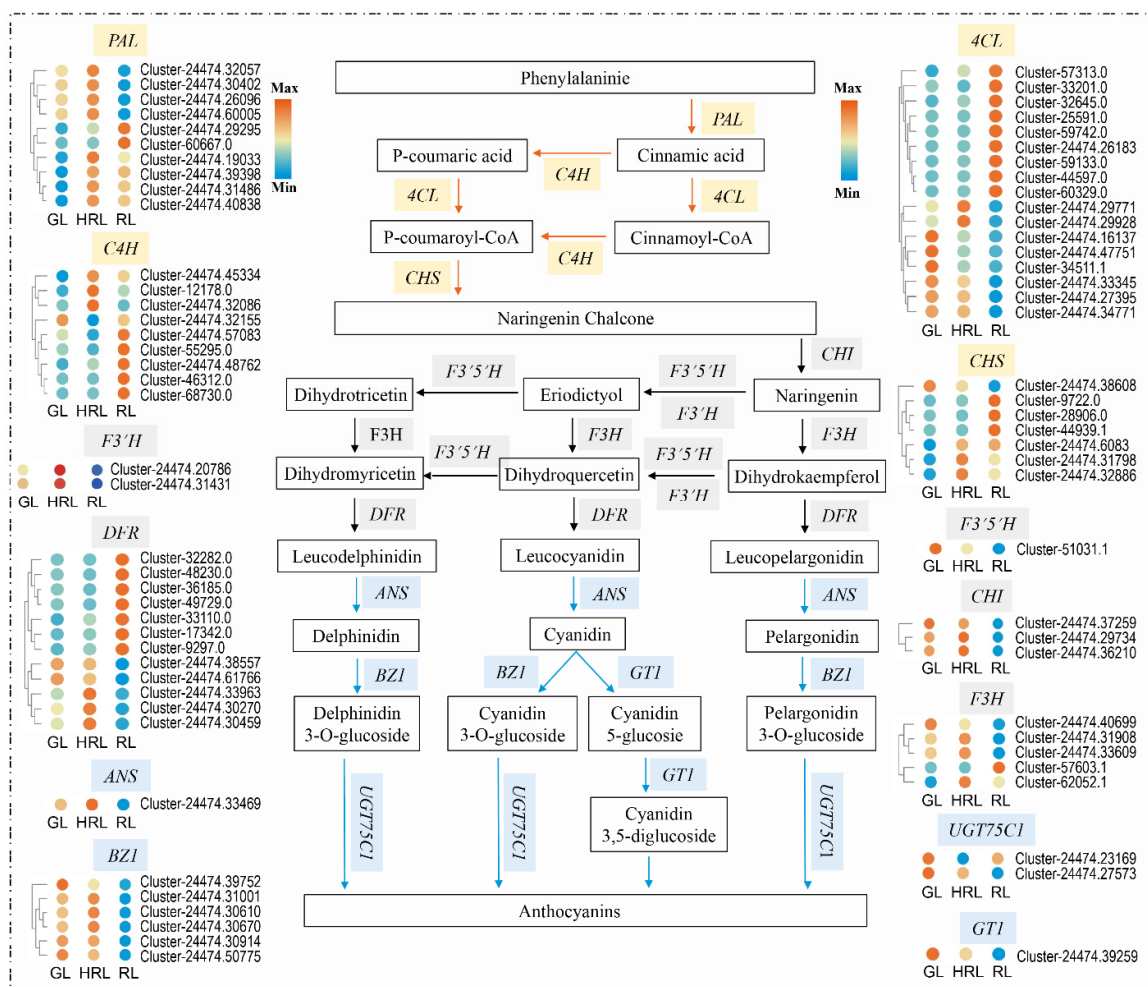 PAL
Cluster-24474.32057
Cluster-24474.30402
Cluster-24474.26096
Cluster-24474.60005
Cluster-24474.29295
Cluster-60667.0
Cluster-24474.19033
Cluster-24474.39398
Cluster-24474.31486
Cluster-24474.40838
GL HRL RL
Max
Min
C4H
Cluster-24474.45334
Cluster-12178.0
Cluster-24474.32086
Cluster-24474.32155
Cluster-24474.57083
Cluster-55295.0
Cluster-24474.48762
Cluster-46312.0
Cluster-68730.0
GL HRL RL
F3'H
Cluster-24474.20786
Cluster-24474.31431
GL HRL RL
DFR
Cluster-32282.0
Cluster-48230.0
Cluster-36185.0
Cluster-49729.0
Cluster-33110.0
Cluster-17342.0
Cluster-9297.0
Cluster-24474.38557
Cluster-24474.61766
Cluster-24474.33963
Cluster-24474.30270
Cluster-24474.30459
GL HRL RL
ANS
Cluster-24474.33469
GL HRL RL
BZ1
Cluster-24474.39752
Cluster-24474.31001
Cluster-24474.30610
Cluster-24474.30670
Cluster-24474.30914
Cluster-24474.50775
GL HRL RL
Phenylalaninie
PAL
P-coumaric acid
Cinnamic acid
C4H
4CL
4CL
P-coumaroyl-CoA
Cinnamoyl-CoA
C4H
CHS
Naringenin Chalcone
CHI
F3'5'H
F3'5'H
Dihydrotricetin
Eriodictyol
Naringenin
F3'H
F3H
F3H
F3H
F3'5'H
F3'5'H
Dihydromyricetin
Dihydroquercetin
Dihydrokaempferol
F3'H
DFR
DFR
DFR
Leucodelphinidin
Leucocyanidin
Leucopelargonidin
ANS
ANS
ANS
Delphinidin
Cyanidin
Pelargonidin
BZ1
BZ1
GT1
BZ1
Delphinidin
3-O-glucoside
Cyanidin
3-O-glucoside
Cyanidin
5-glucosie
Pelargonidin
3-O-glucoside
UGT75C1
UGT75C1
GT1
UGT75C1
Cyanidin
3,5-diglucoside
Anthocyanins
4CL
Max
Min
Cluster-57313.0
Cluster-33201.0
Cluster-32645.0
Cluster-25591.0
Cluster-59742.0
Cluster-24474.26183
Cluster-59133.0
Cluster-44597.0
Cluster-60329.0
Cluster-24474.29771
Cluster-24474.29928
Cluster-24474.16137
Cluster-24474.47751
Cluster-34511.1
Cluster-24474.33345
Cluster-24474.27395
Cluster-24474.34771
GL HRL RL
CHS
Cluster-24474.38608
Cluster-9722.0
Cluster-28906.0
Cluster-44939.1
Cluster-24474.6083
Cluster-24474.31798
Cluster-24474.32886
GL HRL RL
F3'5'H
Cluster-51031.1
GL HRL RL
CHI
Cluster-24474.37259
Cluster-24474.29734
Cluster-24474.36210
GL HRL RL
F3H
Cluster-24474.40699
Cluster-24474.31908
Cluster-24474.33609
Cluster-57603.1
Cluster-62052.1
GL HRL RL
UGT75C1
Cluster-24474.23169
Cluster-24474.27573
GL HRL RL
GT1
Cluster-24474.39259
GL HRL RL